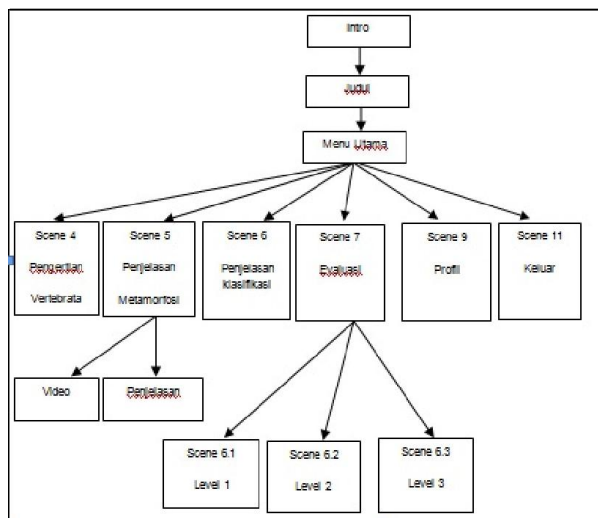 Intro
Judul
Menu Utama
Scene 4
Pengertian
Vertebrata
Scene 5
Penjelasan
Metamorfosi
Scene 6
Penjelasan
klasifikasi
Scene 7
Evaluasi
Scene 9
Profil
Scene 11
Keluar
Video
Penjelasan
Scene 6.1
Level 1
Scene 6.2
Level 2
Scene 6.3
Level 3